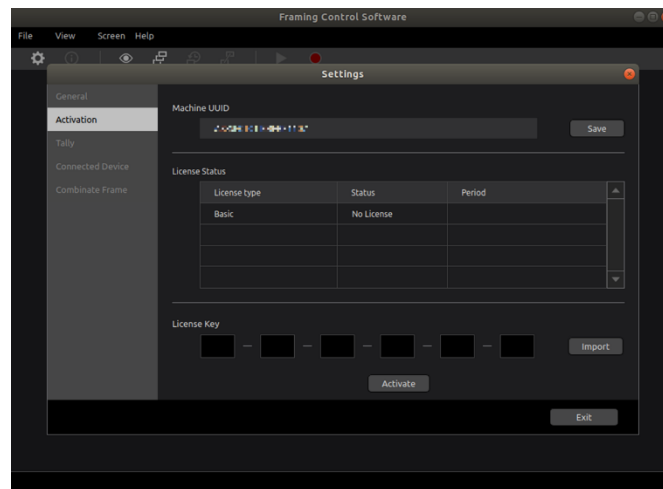 Framing Control Software
File View Screen Help
Settings
General
Activation
Tally
Connected Device
Combinate Frame
Machine UUID
Save
License Status
License type Status Period
Basic No License
License Key
Import
Activate
Exit